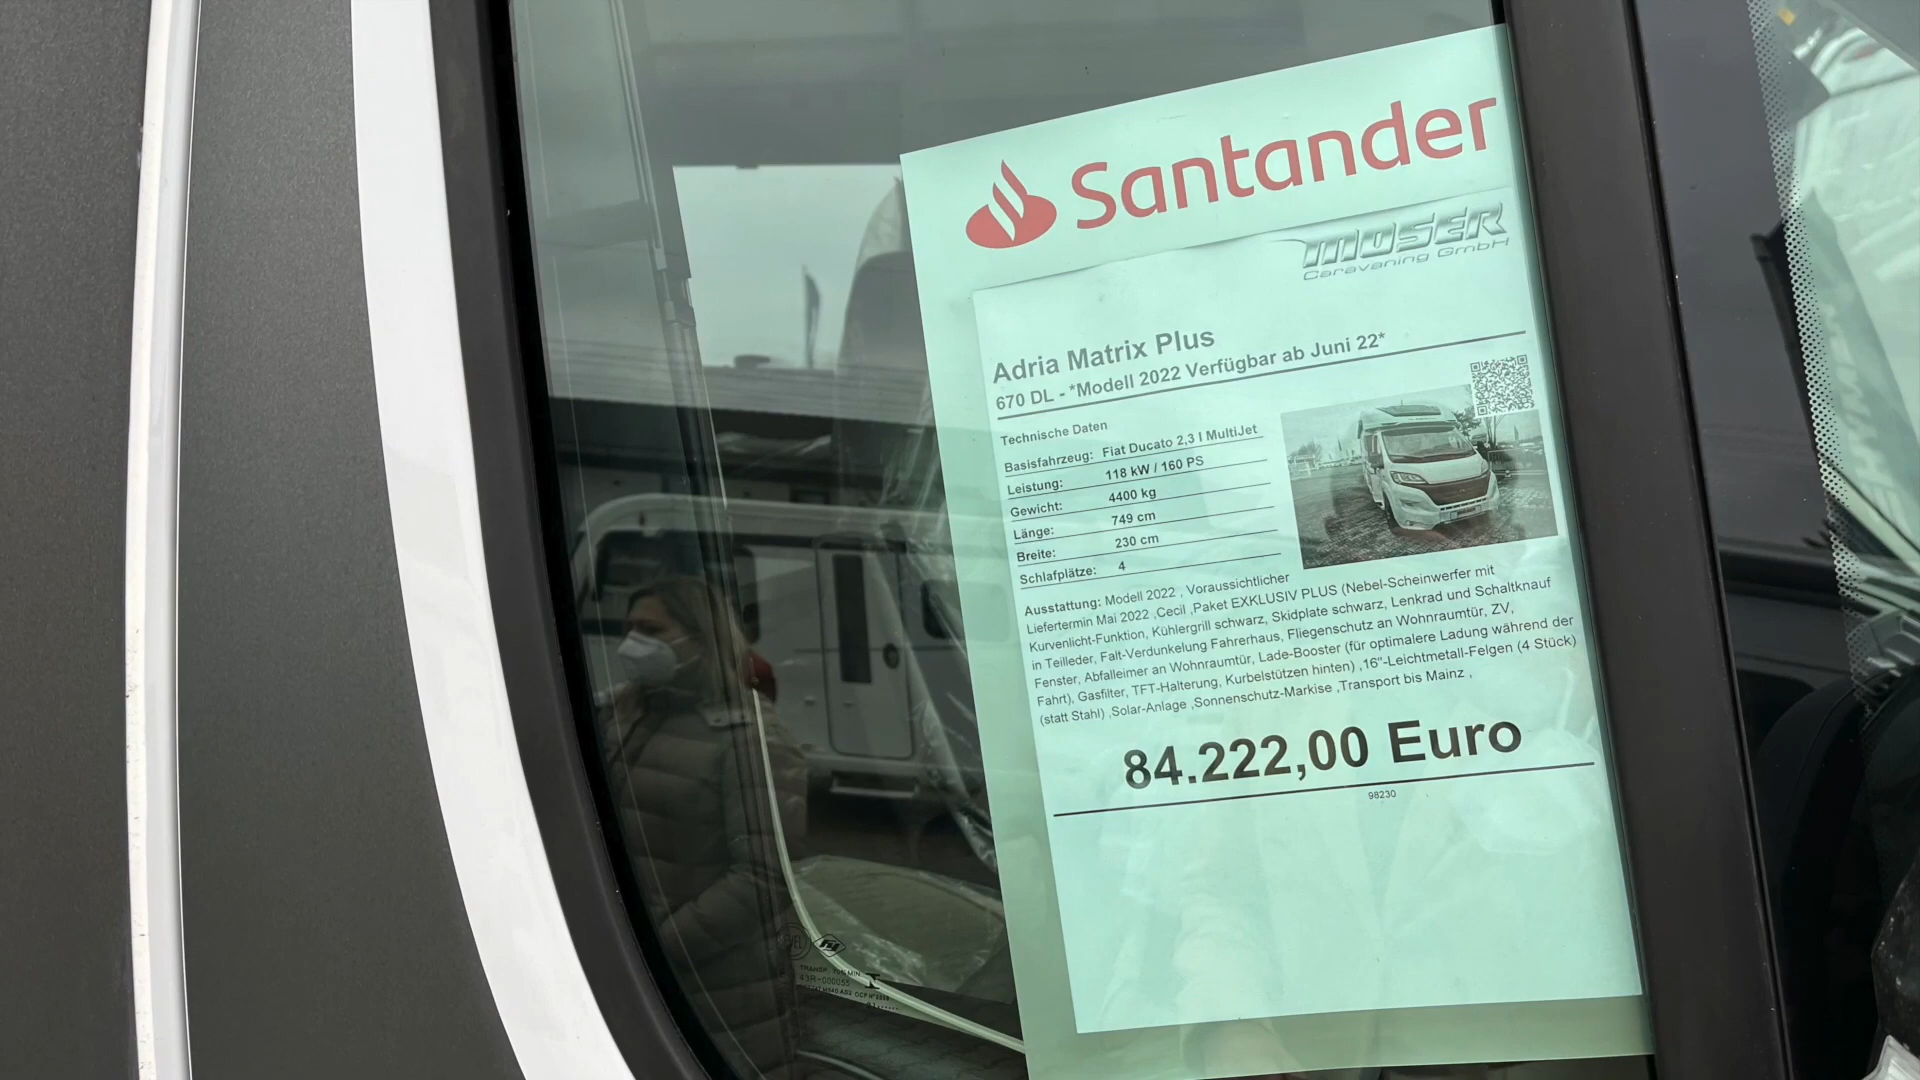 Santander
MOSER
Caravaning GmbH
Adria Matrix Plus
670 DL - *Modell 2022 Verfügbar ab Juni 22*
Technische Daten
Basisfahrzeug: Fiat Ducato 2,3 l MultiJet
Leistung: 118 kW / 160 PS
Gewicht: 4400 kg
Länge: 749 cm
Breite: 230 cm
Schlafplätze: 4
Ausstattung: Modell 2022 , Voraussichtlicher
Liefertermin Mai 2022 ,Cecil ,Paket EXKLUSIV PLUS (Nebel-Scheinwerfer mit
Kurvenlicht-Funktion, Kühlergrill schwarz, Skidplate schwarz, Lenkrad und Schaltknauf
in Teilleder, Falt-Verdunkelung Fahrerhaus, Fliegenschutz an Wohnraumtür, ZV,
Fenster, Abfalleimer an Wohnraumtür, Lade-Booster (für optimalere Ladung während der
Fahrt), Gasfilter, TFT-Halterung, Kurbelstützen hinten) ,16"-Leichtmetall-Felgen (4 Stück)
(statt Stahl) ,Solar-Anlage ,Sonnenschutz-Markise ,Transport bis Mainz ,
84.222,00 Euro
98230
TRANSP. 70% MIN
43R-000055